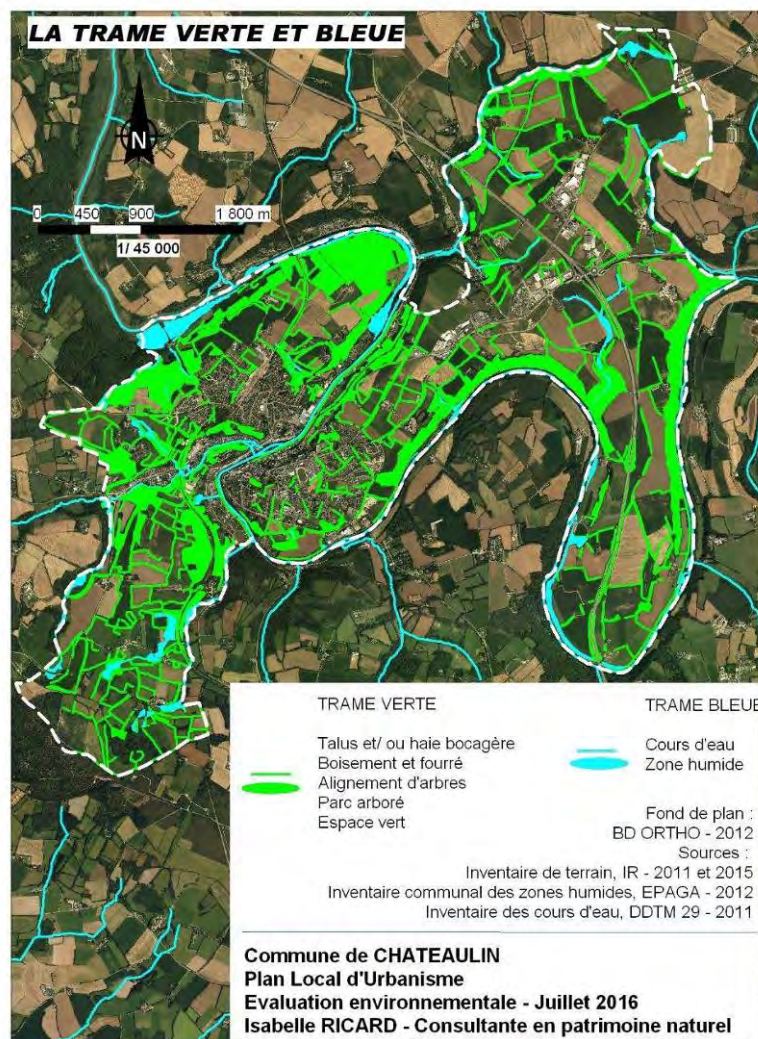 LA TRAME VERTE ET BLEUE
N
0 450 900 1 800 m
1/ 45 000
TRAME VERTE
Talus et/ ou haie bocagère
Boisement et fourré
Alignement d'arbres
Parc arboré
Espace vert
TRAME BLEUE
Cours d'eau
Zone humide
Fond de plan :
BD ORTHO - 2012
Sources :
Inventaire de terrain, IR - 2011 et 2015
Inventaire communal des zones humides, EPAGA - 2012
Inventaire des cours d'eau, DDTM 29 - 2011
Commune de CHATEAULIN
Plan Local d'Urbanisme
Evaluation environnementale - Juillet 2016
Isabelle RICARD - Consultante en patrimoine naturel